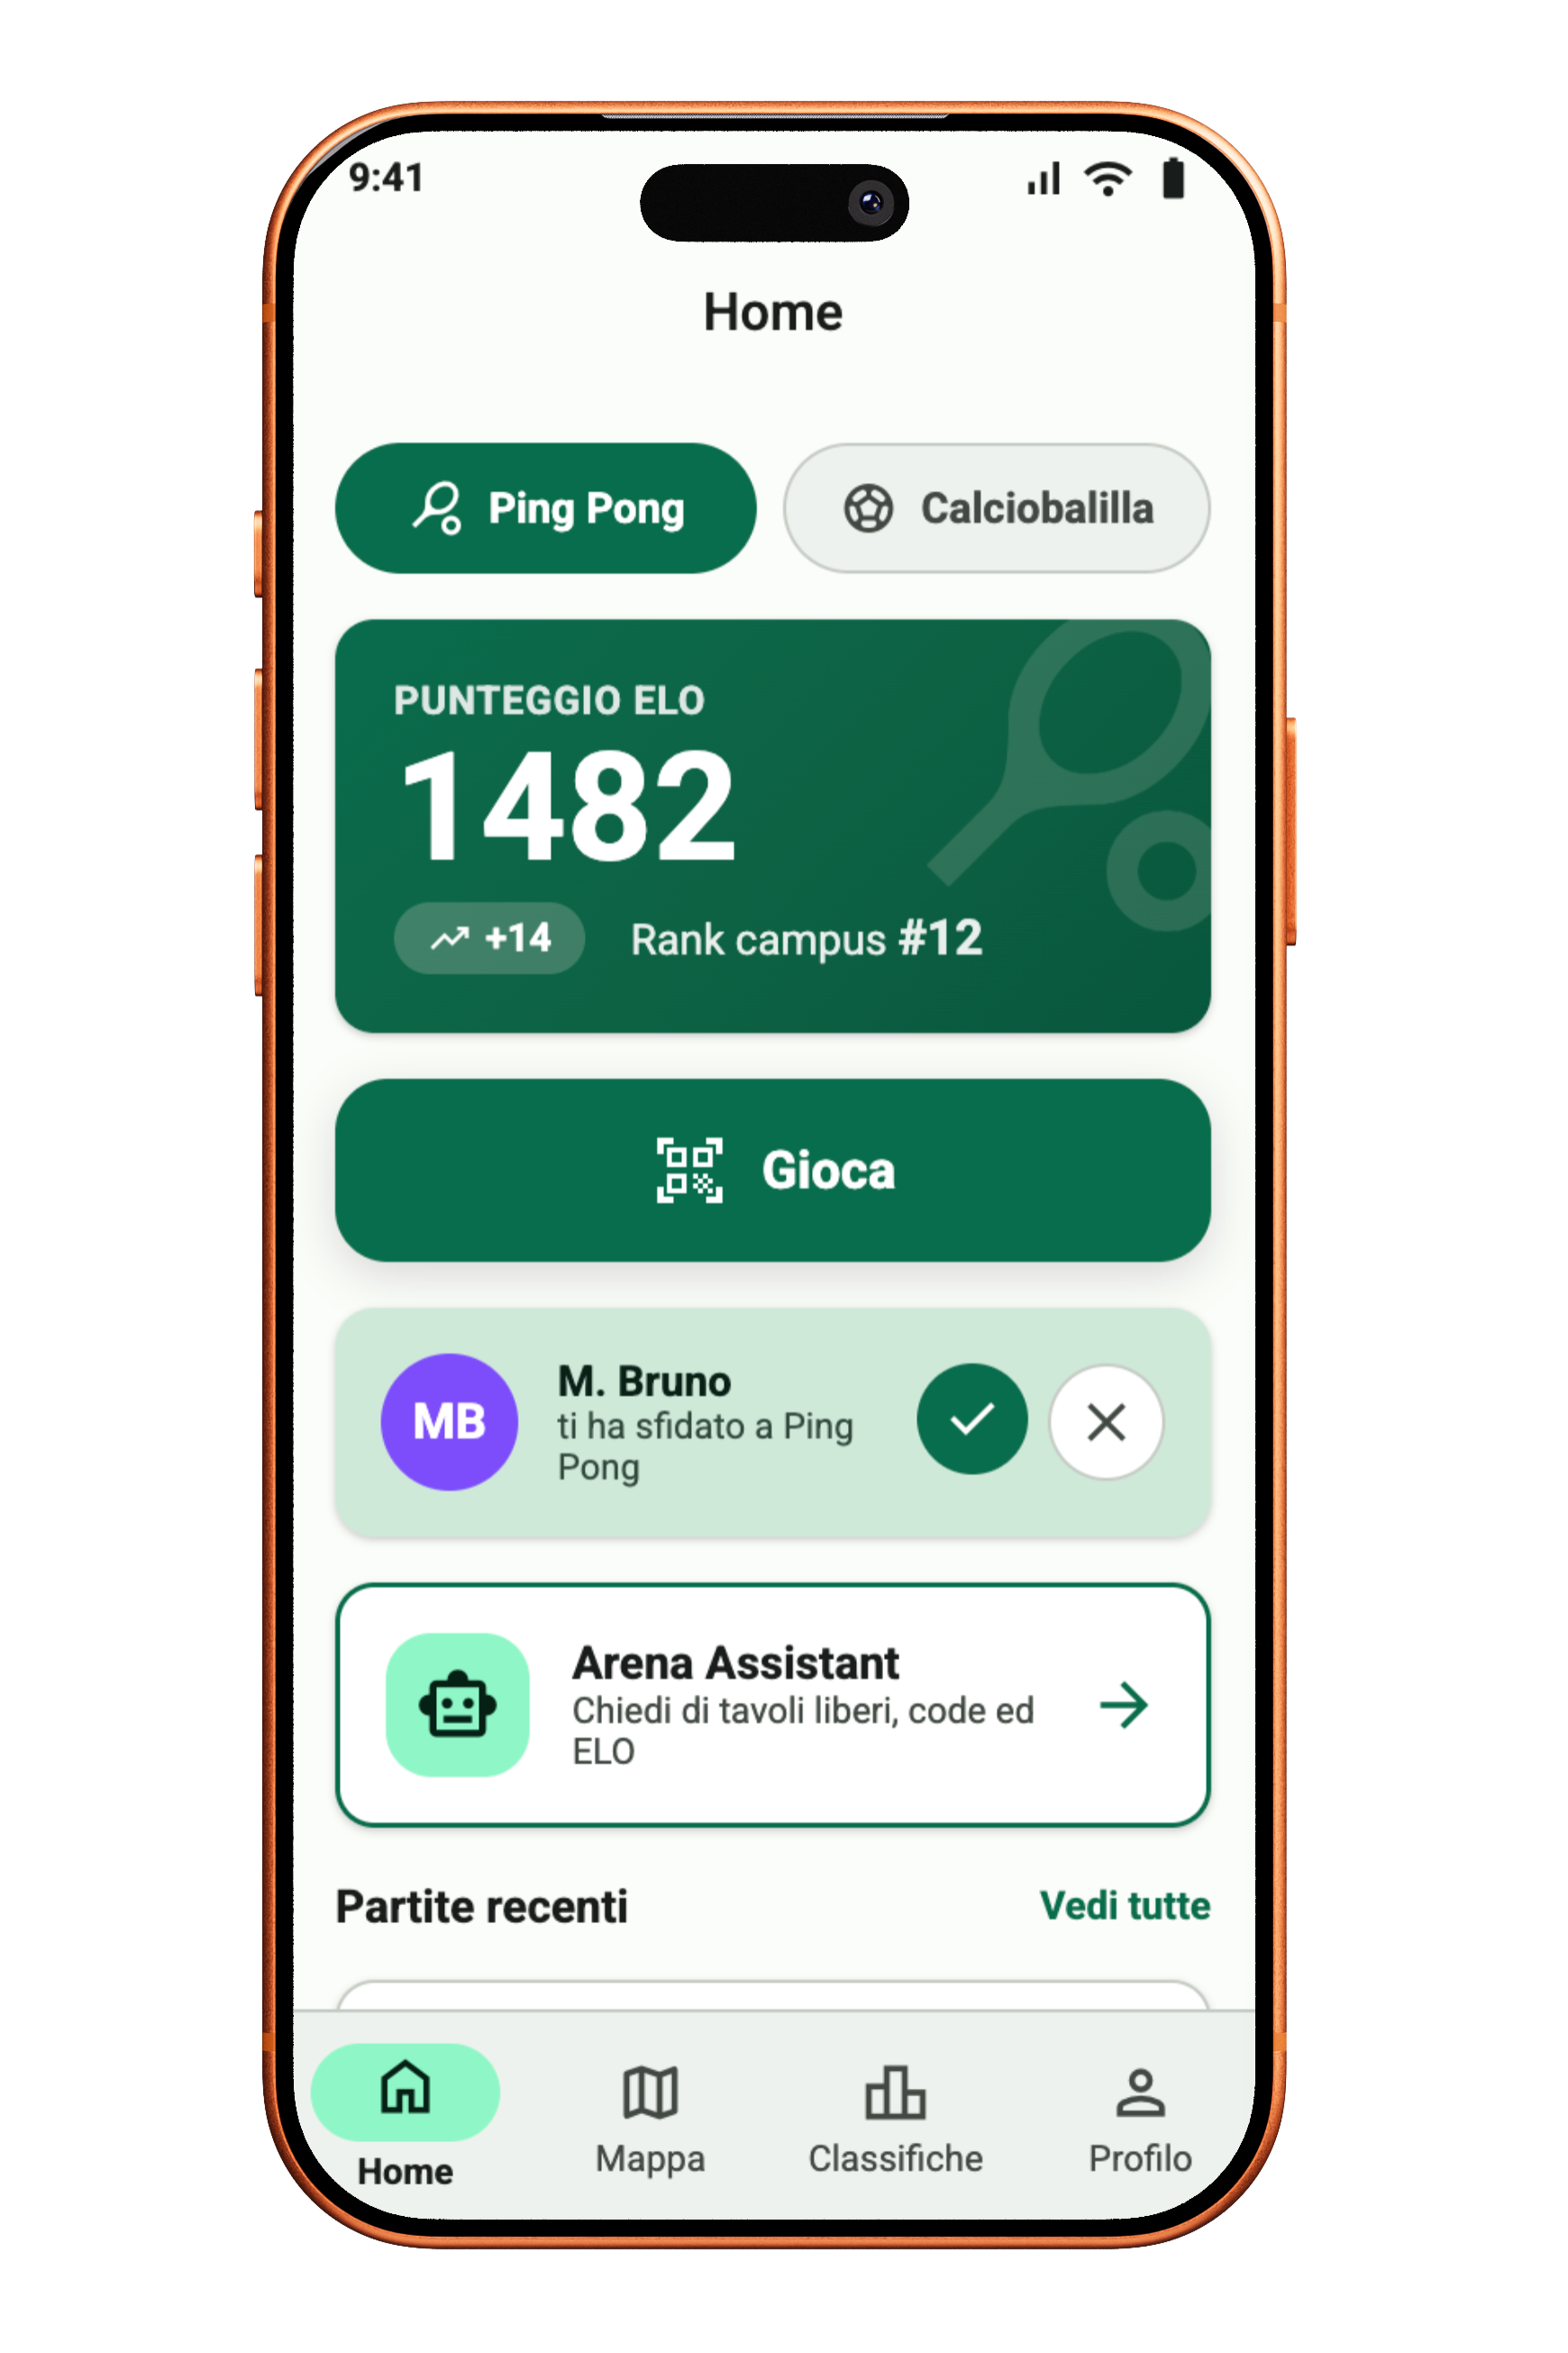 9:41
Home
Ping Pong
Calciobalilla
PUNTEGGIO ELO
1482
+14
Rank campus #12
Gioca
MB
M. Bruno
ti ha sfidato a Ping
Pong
Arena Assistant
Chiedi di tavoli liberi, code ed
ELO
Partite recenti
Vedi tutte
Home
Mappa
Classifiche
Profilo